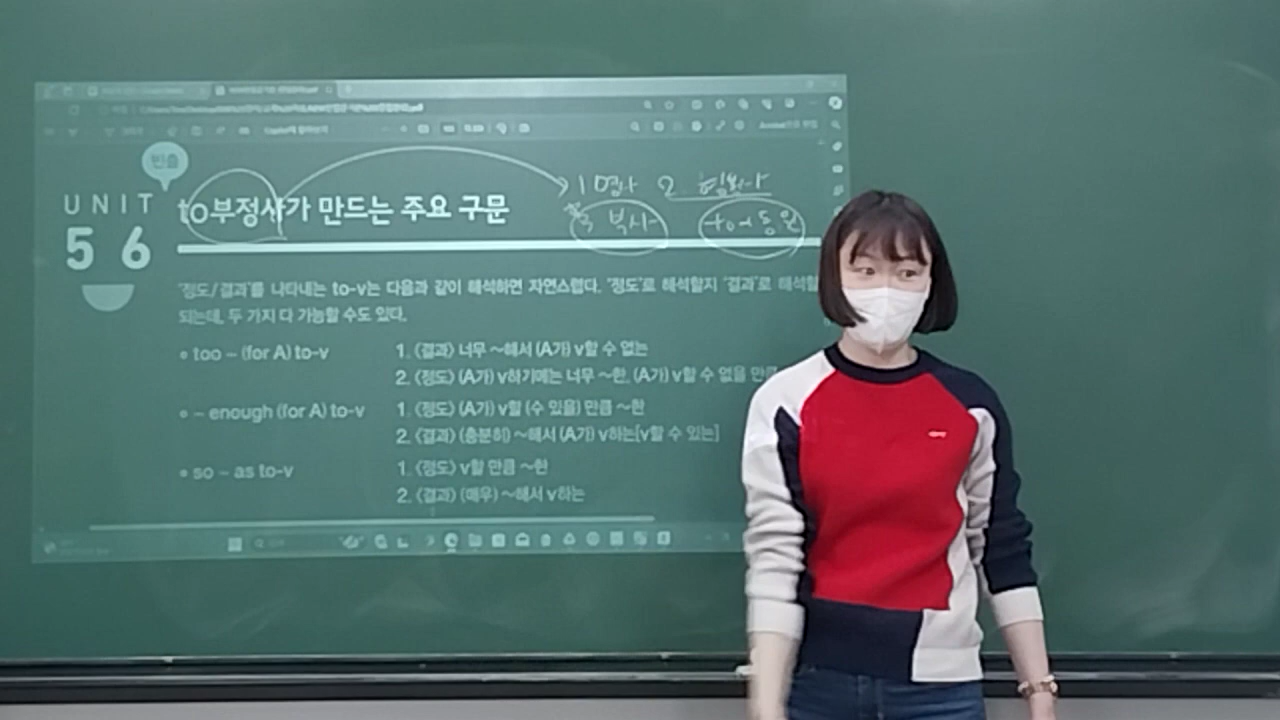 빈출
UNIT
56
to부정사가 만드는 주요 구문
1 명사 2 형용사
부사 to-v 동원
'정도/결과'를 나타내는 to-v는 다음과 같이 해석하면 자연스럽다. '정도'로 해석할지 '결과'로 해석할
되는데, 두 가지 다 가능할 수도 있다.
too ~ (for A) to-v
1. <결과> 너무 ~해서 (A가) v할 수 없는
2. <정도> (A가) v하기에는 너무 ~한, (A가) v할 수 없을 만큼
~ enough (for A) to-v
1. <정도> (A가) v할 (수 있을) 만큼 ~한
2. <결과> (충분히) ~해서 (A가) v하는[v할 수 있는]
so ~ as to-v
1. <정도> v할 만큼 ~한
2. <결과> (매우) ~해서 v하는